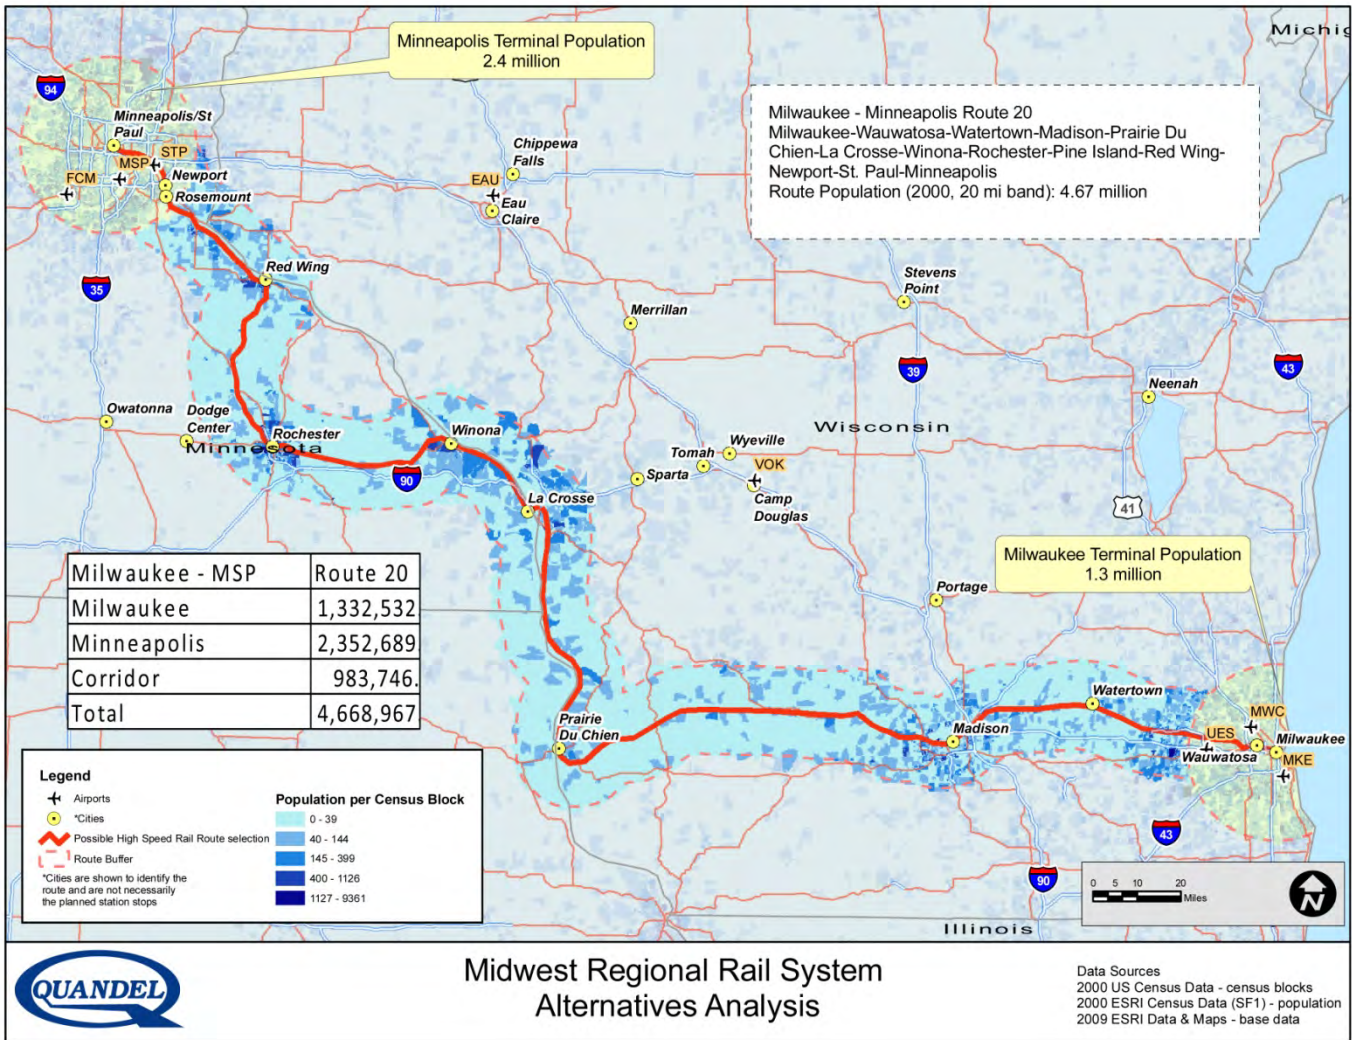 Michig
Minneapolis Terminal Population
2.4 million
94
Milwaukee - Minneapolis Route 20
Milwaukee-Wauwatosa-Watertown-Madison-Prairie Du
Chien-La Crosse-Winona-Rochester-Pine Island-Red Wing-
Newport-St. Paul-Minneapolis
Route Population (2000, 20 mi band): 4.67 million
Minneapolis/St
Paul
STP
MSP
FCM
Newport
Rosemount
Chippewa
Falls
EAU
Eau
Claire
Red Wing
35
Stevens
Point
Merrillan
39
43
Neenah
Owatonna
Dodge
Center
Rochester
Minnesota
Winona
90
La Crosse
Wisconsin
Wyeville
Tomah
Sparta
VOK
Camp
Douglas
41
Milwaukee Terminal Population
1.3 million
Portage
Milwaukee - MSP Route 20
Milwaukee 1,332,532
Minneapolis 2,352,689.
Corridor 983,746.
Total 4,668,967
Prairie
Du Chien
Madison
Watertown
MWC
UES
Milwaukee
Wauwatosa
MKE
43
90
Illinois
Legend
Airports
*Cities
Possible High Speed Rail Route selection
Route Buffer
*Cities are shown to identify the
route and are not necessarily
the planned station stops
Population per Census Block
0 - 39
40 - 144
145 - 399
400 - 1126
1127 - 9361
0 5 10 20
Miles
N
QUANDEL
Midwest Regional Rail System
Alternatives Analysis
Data Sources
2000 US Census Data - census blocks
2000 ESRI Census Data (SF1) - population
2009 ESRI Data & Maps - base data